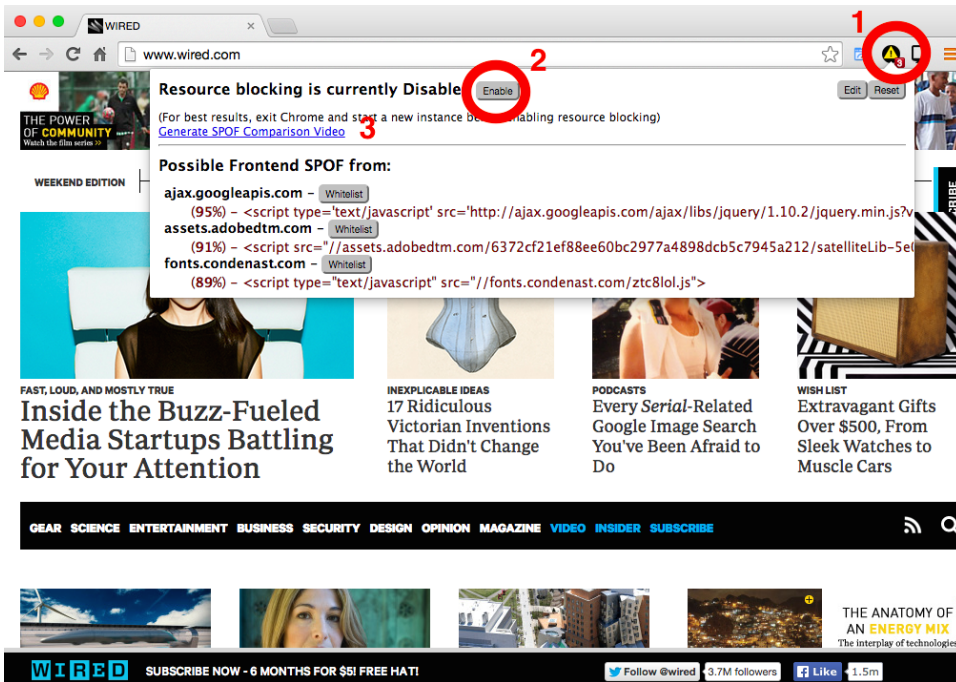 WIRED
1
www.wired.com
3
2
Resource blocking is currently Disable
Enable
Edit
Reset
(For best results, exit Chrome and start a new instance be enabling resource blocking)
Generate SPOF Comparison Video
3
THE POWER
OF COMMUNITY
Watch the film series >>
Possible Frontend SPOF from:
WEEKEND EDITION
ajax.googleapis.com – Whitelist
(95%) – <script type='text/javascript' src='http://ajax.googleapis.com/ajax/libs/jquery/1.10.2/jquery.min.js?v
assets.adobedtm.com – Whitelist
(91%) – <script src="//assets.adobedtm.com/6372cf21ef88ee60bc2977a4898dcb5c7945a212/satelliteLib-5e0
fonts.condenast.com – Whitelist
(89%) – <script type="text/javascript" src="//fonts.condenast.com/ztc8lol.js">
FAST, LOUD, AND MOSTLY TRUE
Inside the Buzz-Fueled
Media Startups Battling
for Your Attention
INEXPLICABLE IDEAS
17 Ridiculous
Victorian Inventions
That Didn't Change
the World
PODCASTS
Every Serial-Related
Google Image Search
You've Been Afraid to
Do
WISH LIST
Extravagant Gifts
Over $500, From
Sleek Watches to
Muscle Cars
GEAR SCIENCE ENTERTAINMENT BUSINESS SECURITY DESIGN OPINION MAGAZINE VIDEO INSIDER SUBSCRIBE
THE ANATOMY OF
AN ENERGY MIX
The interplay of technologies
WIRED
SUBSCRIBE NOW - 6 MONTHS FOR $5! FREE HAT!
Follow @wired
3.7M followers
Like
1.5m